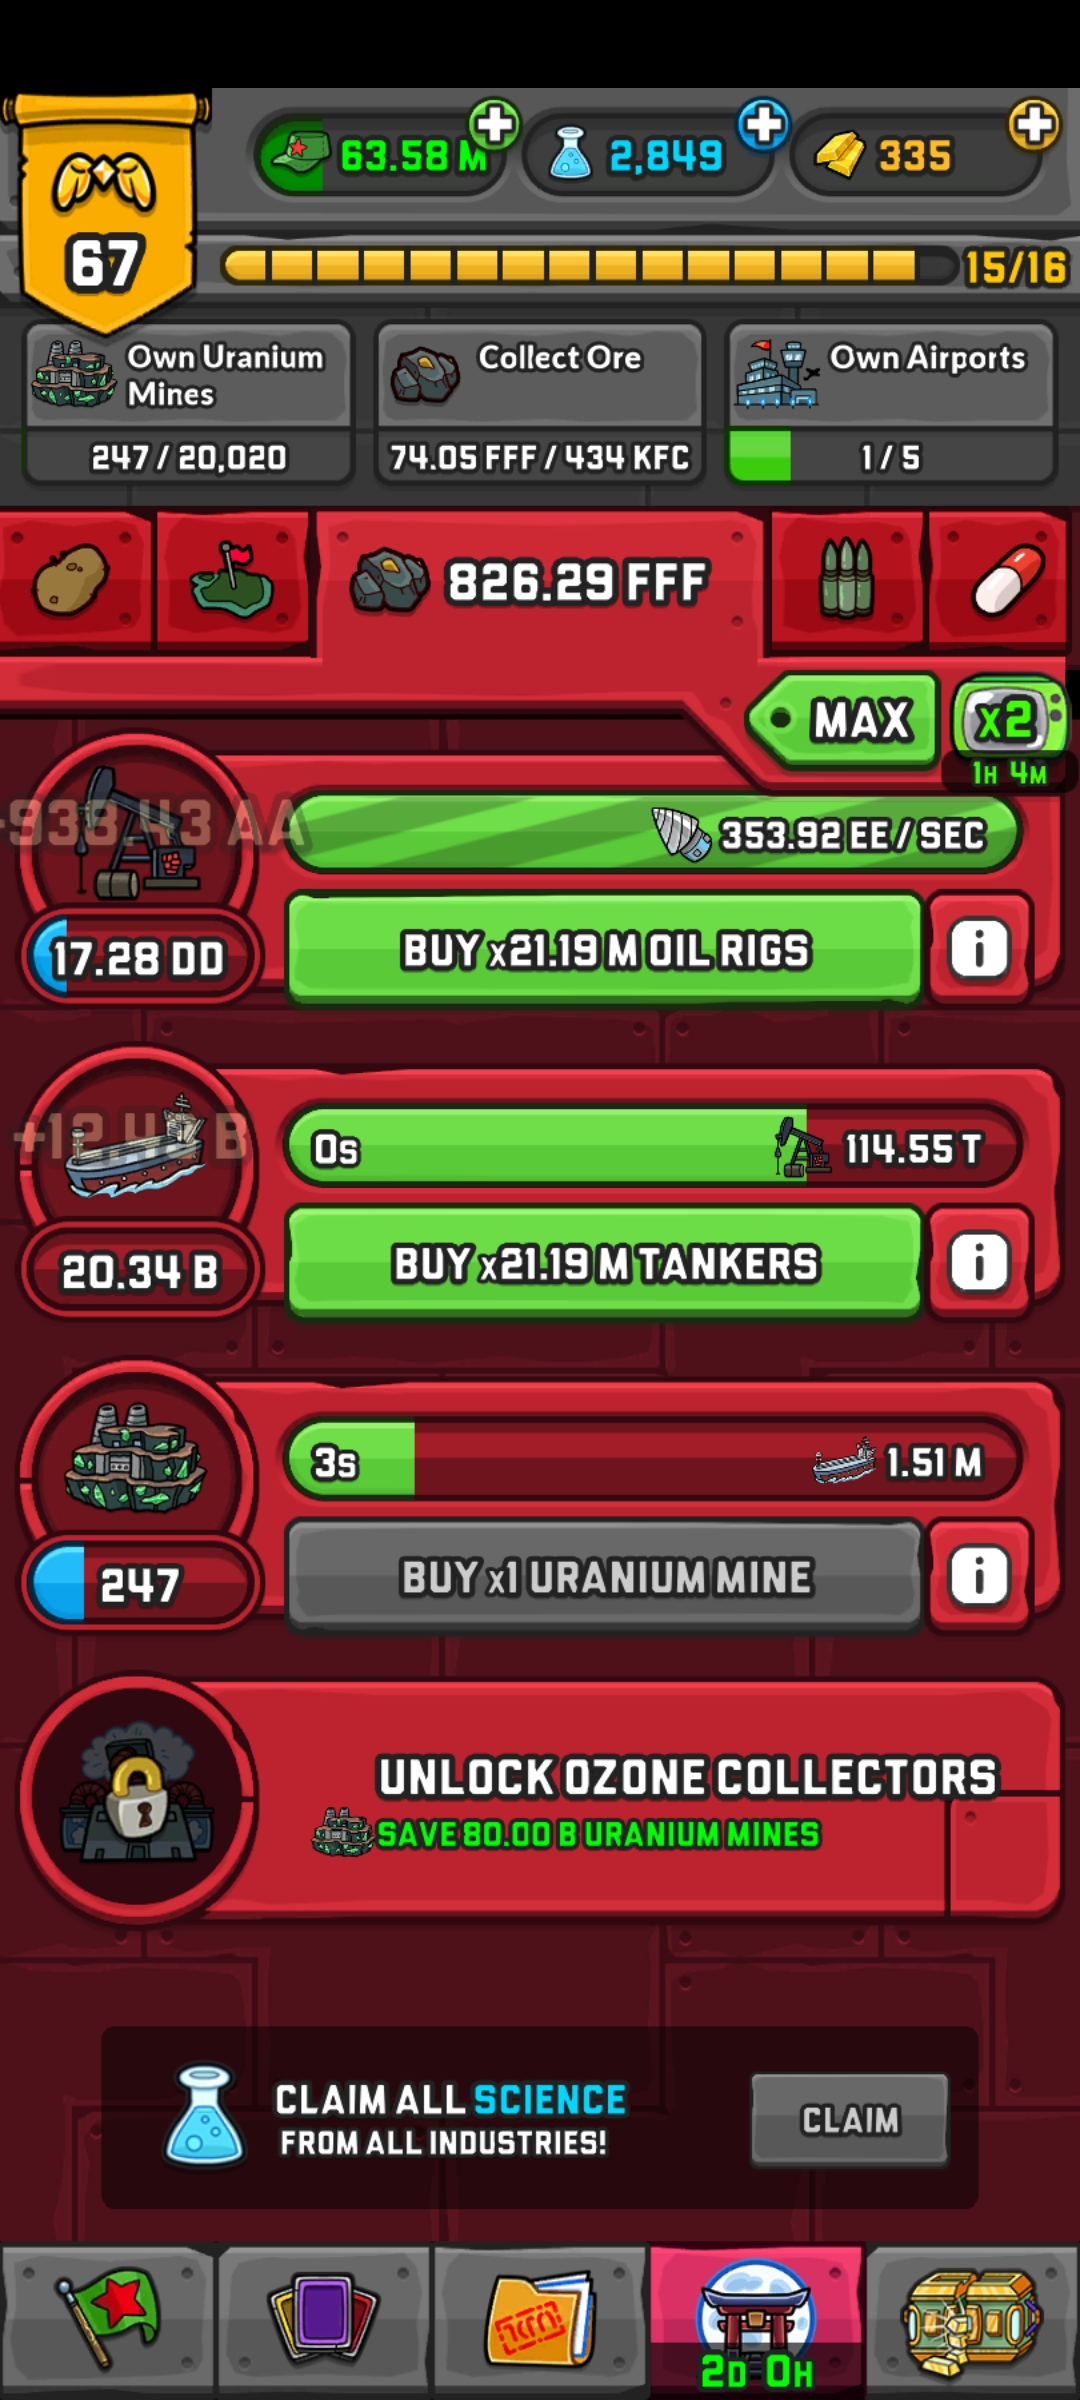 63.58 M
2,849
335
67
15/16
Own Uranium
Mines
247 / 20,020
Collect Ore
74.05 FFF / 434 KFC
Own Airports
1 / 5
826.29 FFF
MAX
x2
1H 4M
353.92 EE / SEC
17.28 DD
BUY x21.19 M OIL RIGS
i
0s
114.55 T
20.34 B
BUY x21.19 M TANKERS
i
3s
1.51 M
247
BUY x1 URANIUM MINE
i
UNLOCK OZONE COLLECTORS
SAVE 80.00 B URANIUM MINES
CLAIM ALL SCIENCE
FROM ALL INDUSTRIES!
CLAIM
2D 0H